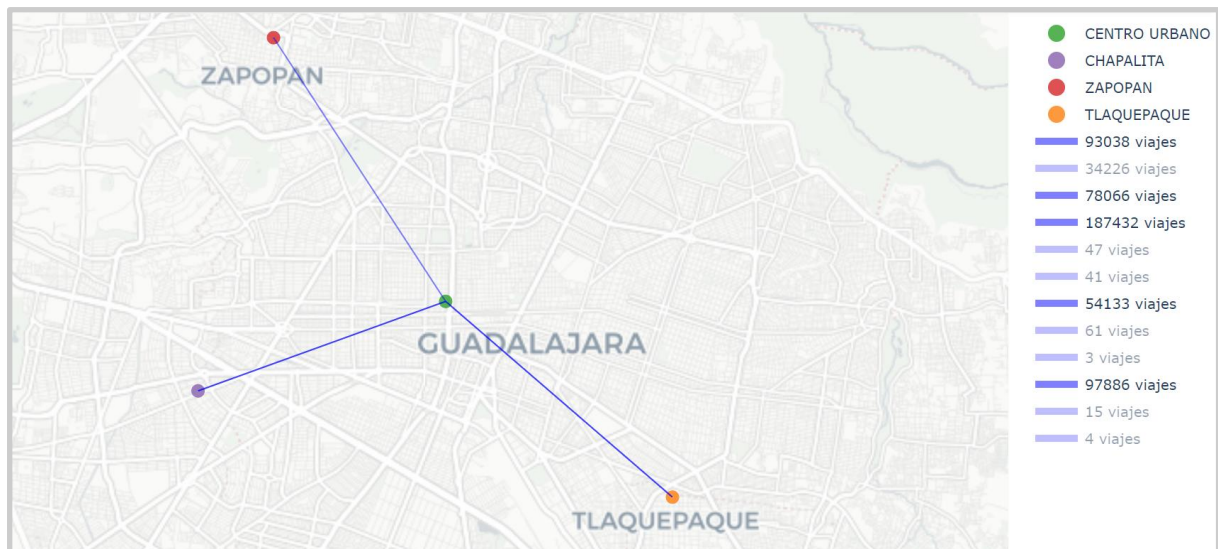 ZAPOPAN
GUADALAJARA
TLAQUEPAQUE
CENTRO URBANO
CHAPALITA
ZAPOPAN
TLAQUEPAQUE
93038 viajes
34226 viajes
78066 viajes
187432 viajes
47 viajes
41 viajes
54133 viajes
61 viajes
3 viajes
97886 viajes
15 viajes
4 viajes